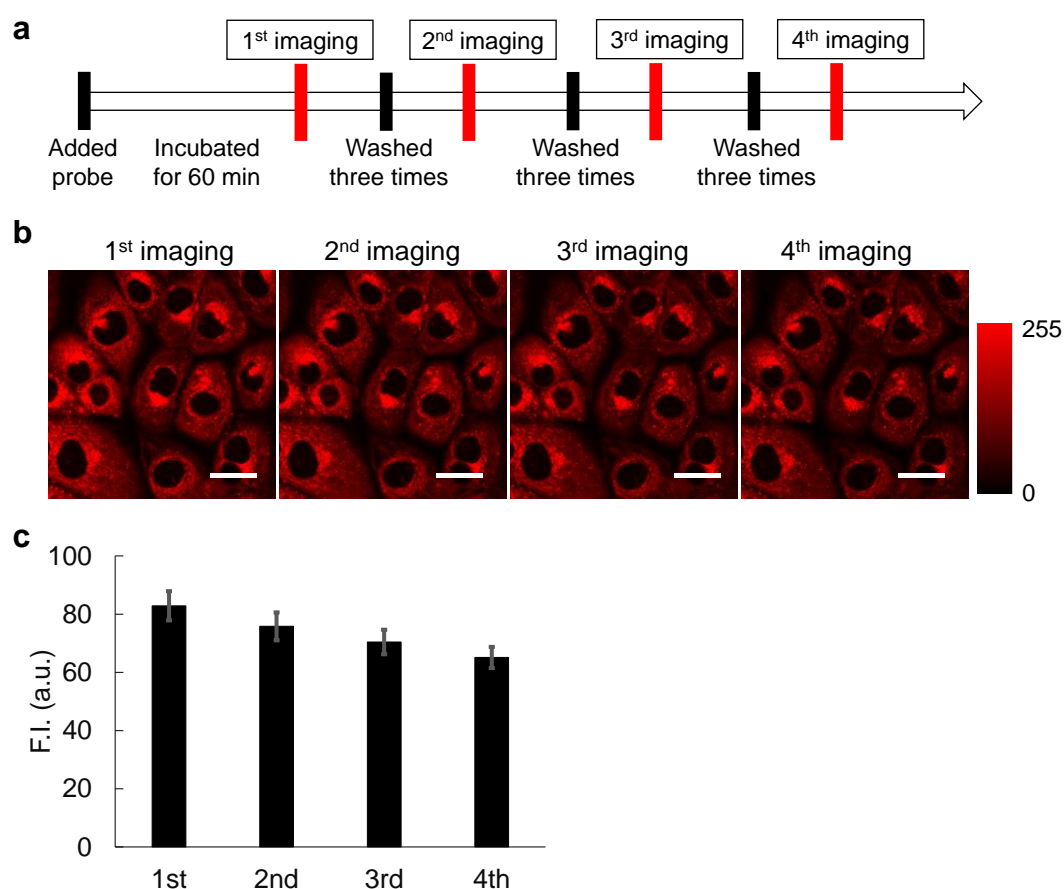 a
1st imaging 2nd imaging 3rd imaging 4th imaging
Added Incubated Washed Washed Washed
probe for 60 min three times three times three times
b
1st imaging 2nd imaging 3rd imaging 4th imaging
255
0
c
100
80
60
40
20
0
F.I. (a.u.)
1st 2nd 3rd 4th